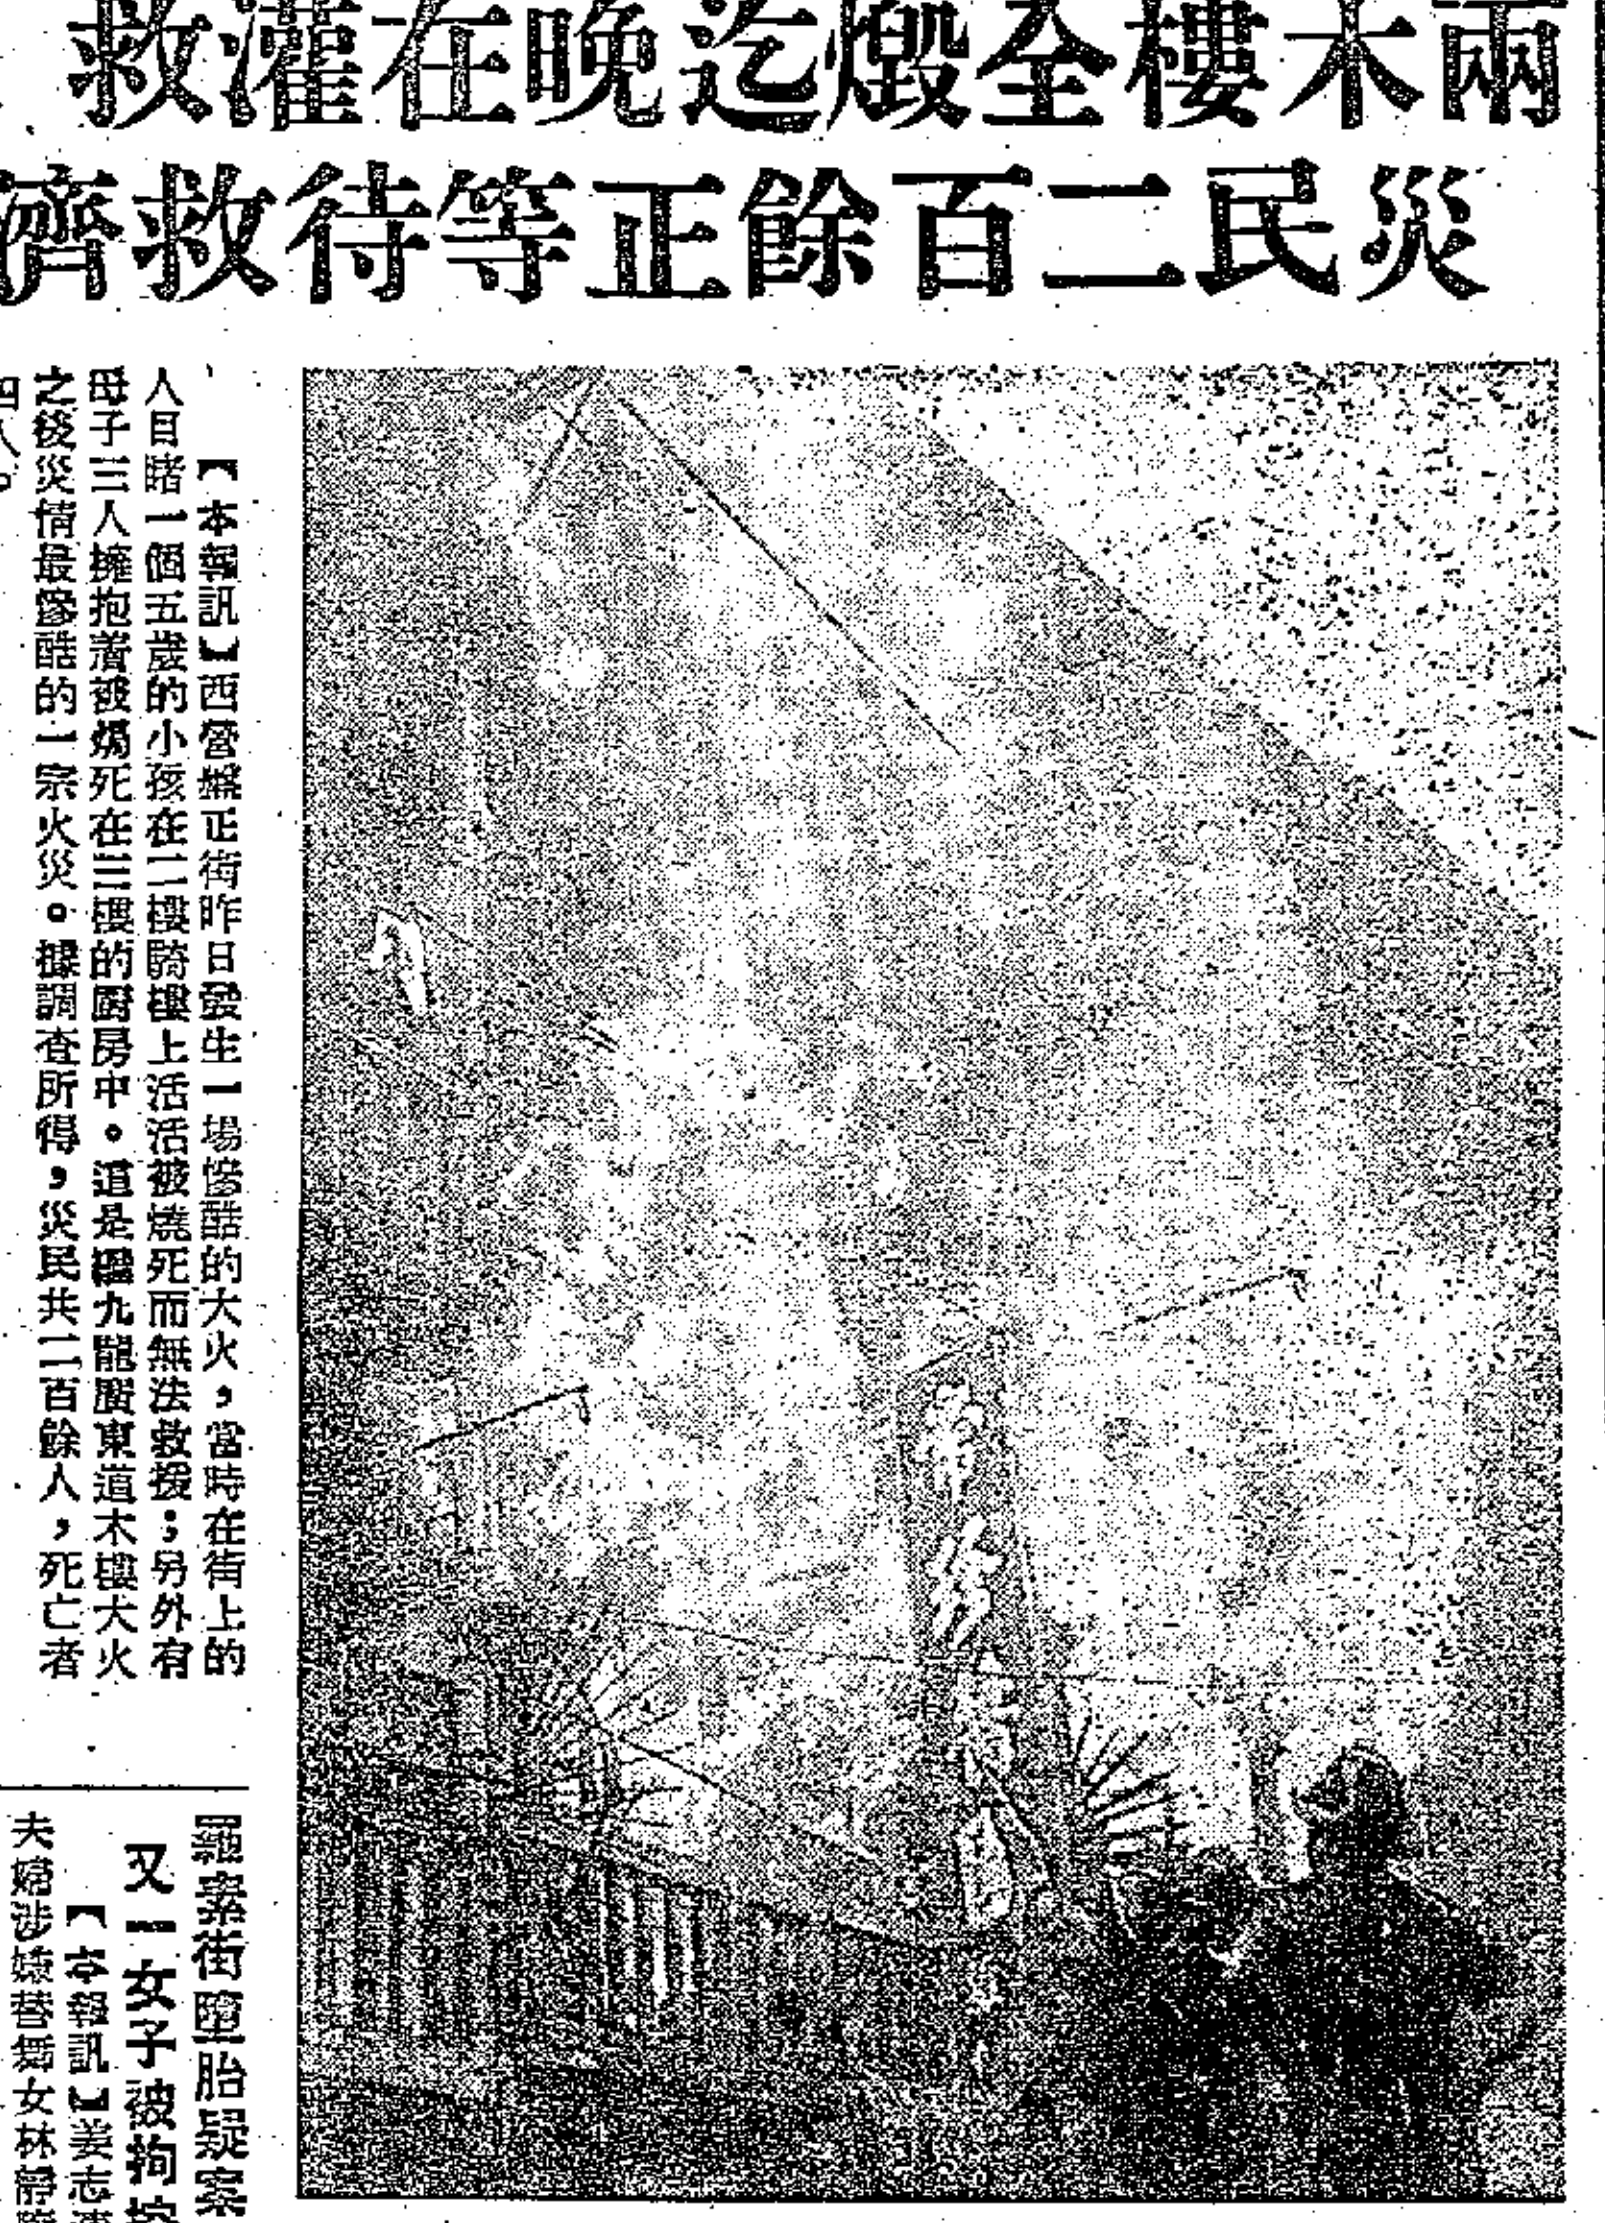 兩木樓全燬迄晚在灌救
災民二百餘正等待救濟
【本報訊】西營盤正街昨日發生一場慘酷的大火，當時在街上的
人目睹一個五歲的小孩在二樓騎樓上活活被燒死而無法救援；另外有
母子三人擁抱着被焗死在三樓的廚房中。這是繼九龍廣東道木樓大火
之後災情最慘酷的一宗火災。據調查所得，災民共二百餘人，死亡者
四人。
羅素街墮胎疑案
又一女子被拘控
【本報訊】姜志
夫婦涉嫌替舞女林靜